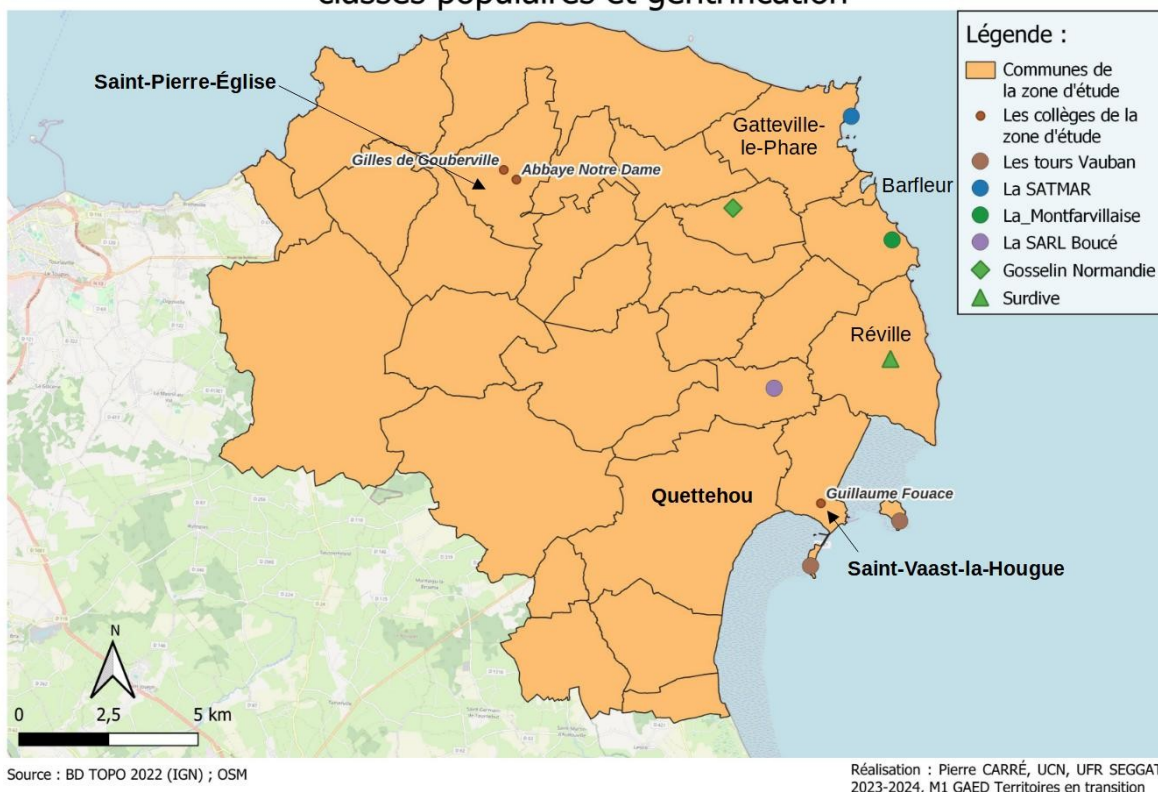 classes populaires et gentrification
Légende :
Communes de
la zone d'étude
Les collèges de la
zone d'étude
Les tours Vauban
La SATMAR
La_Montfarvillaise
La SARL Boucé
Gosselin Normandie
Surdive
Saint-Pierre-Église
Gatteville-
le-Phare
Gilles de Gouberville
Abbaye Notre Dame
Barfleur
Réville
Guillaume Fouace
Quettehou
Saint-Vaast-la-Hougue
N
0 2,5 5 km
Source : BD TOPO 2022 (IGN) ; OSM
Réalisation : Pierre CARRÉ, UCN, UFR SEGGAT
2023-2024, M1 GAED Territoires en transition